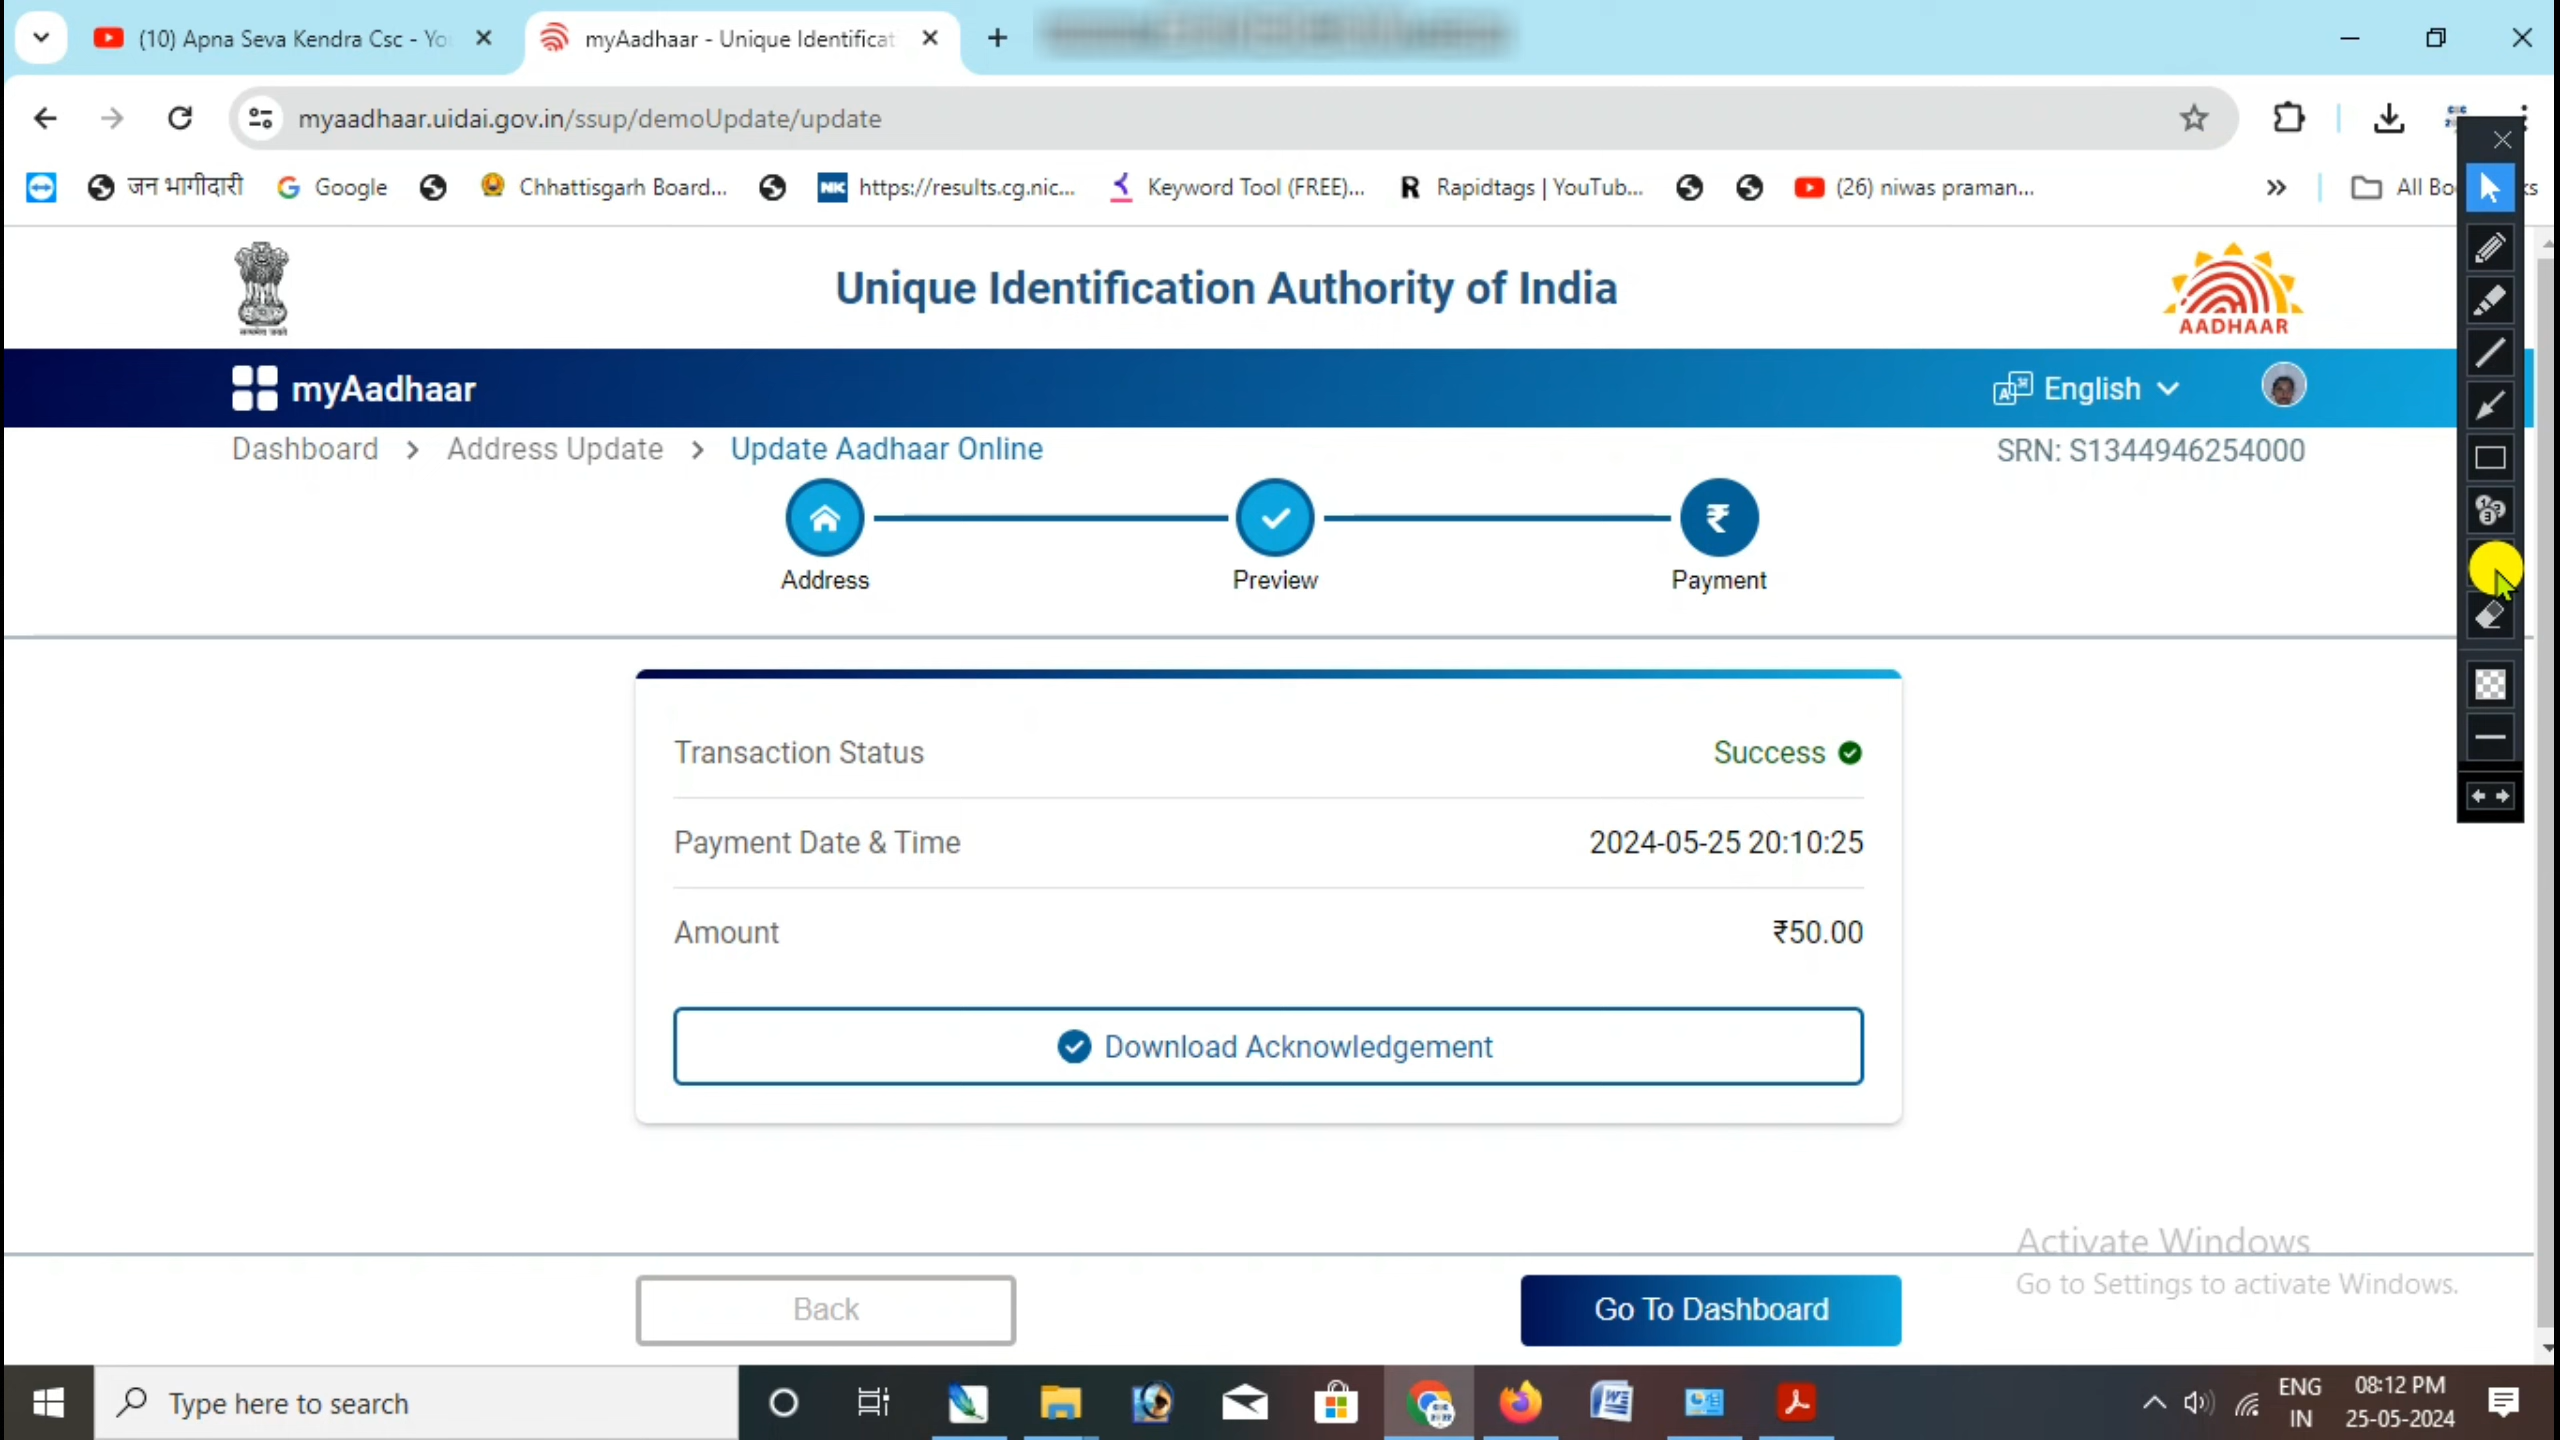 (10) Apna Seva Kendra Csc - Yo
myAadhaar - Unique Identificat
myaadhaar.uidai.gov.in/ssup/demoUpdate/update
जन भागीदारी Google Chhattisgarh Board... NIC https://results.cg.nic... Keyword Tool (FREE)... R Rapidtags | YouTub... (26) niwas praman... » All Bo ks
Unique Identification Authority of India
AADHAAR
myAadhaar
English
Dashboard > Address Update > Update Aadhaar Online
SRN: S1344946254000
₹
Address Preview Payment
Transaction Status Success
Payment Date & Time 2024-05-25 20:10:25
Amount ₹50.00
Download Acknowledgement
Activate Windows
Go to Settings to activate Windows.
Back
Go To Dashboard
Type here to search
ENG 08:12 PM
IN 25-05-2024